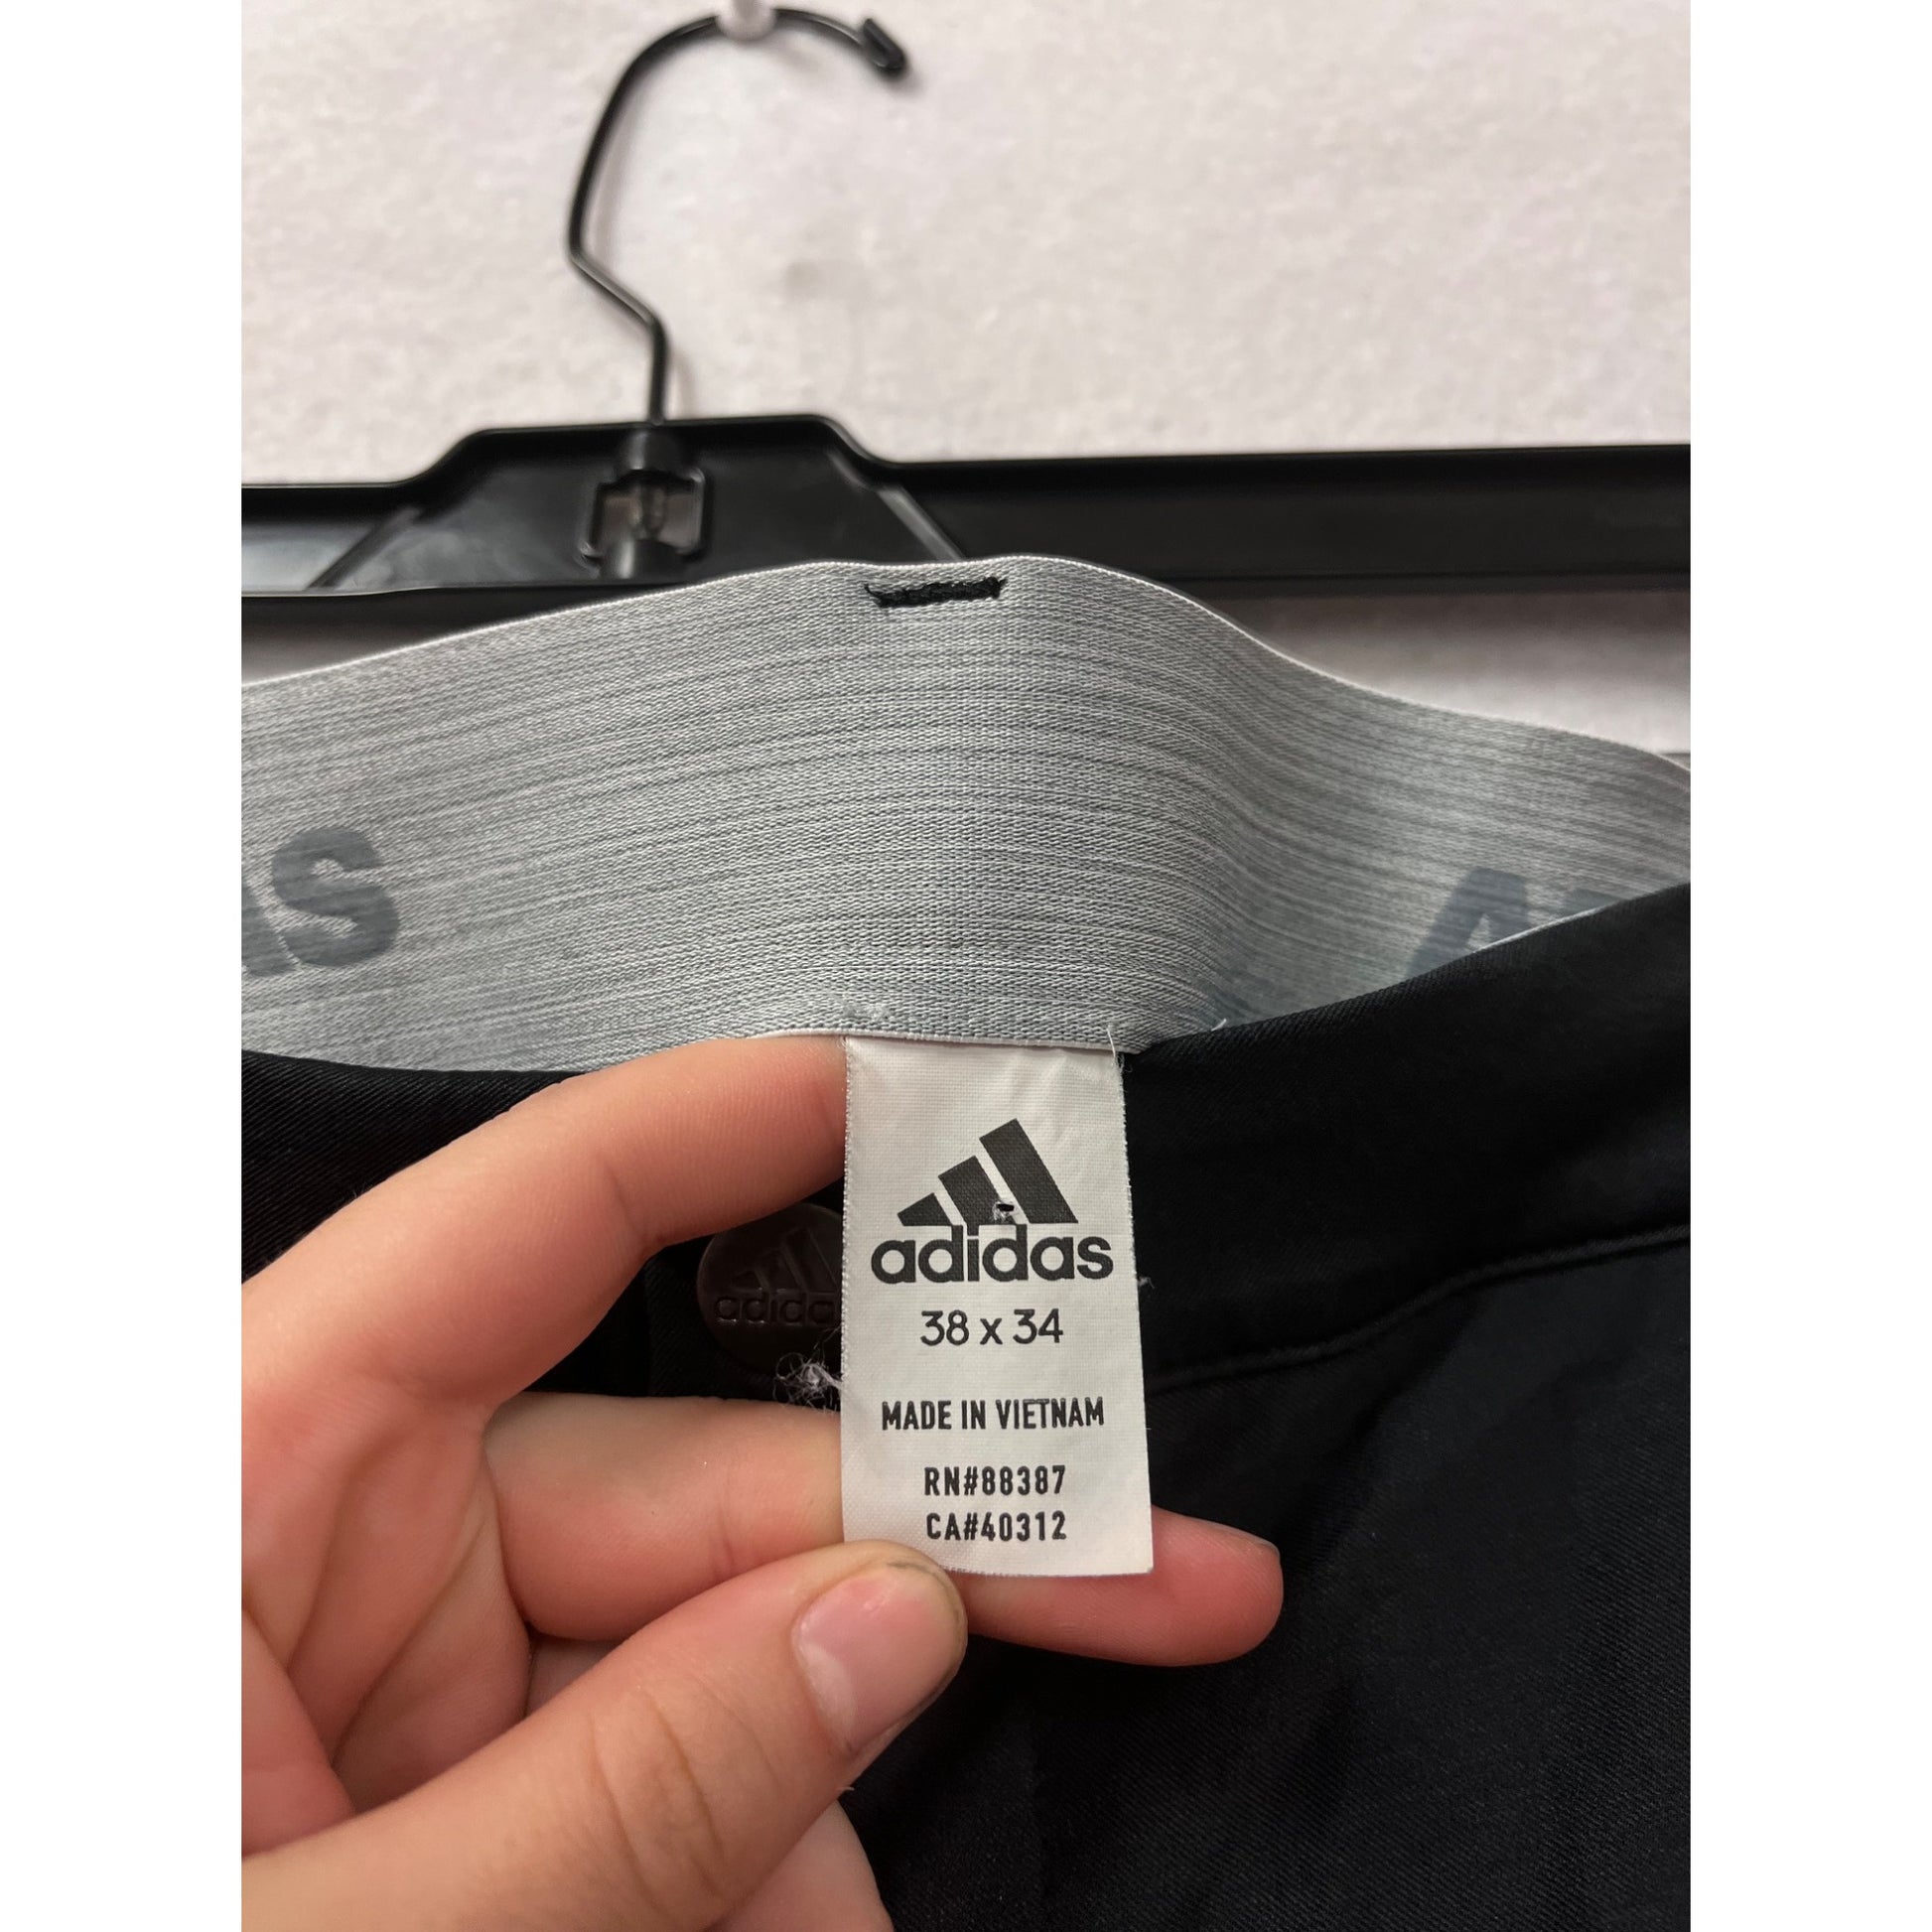 adidas
38 x 34
MADE IN VIETNAM
RN#88387
CA#40312